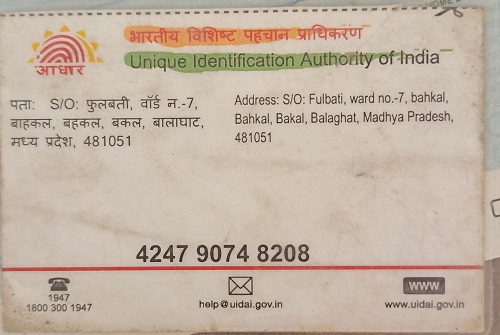 भारतीय विशिष्ट पहचान प्राधिकरण
आधार
Unique Identification Authority of India
पता: S/O: फुलबती, वॉर्ड न.-7,
बाहकल, बहकल, बकल, बालाघाट,
मध्य प्रदेश, 481051
Address: S/O: Fulbati, ward no.-7, bahkal,
Bahkal, Bakal, Balaghat, Madhya Pradesh,
481051
4247 9074 8208
1947
1800 300 1947
help@uidai.gov.in
www
www.uidai.gov.in